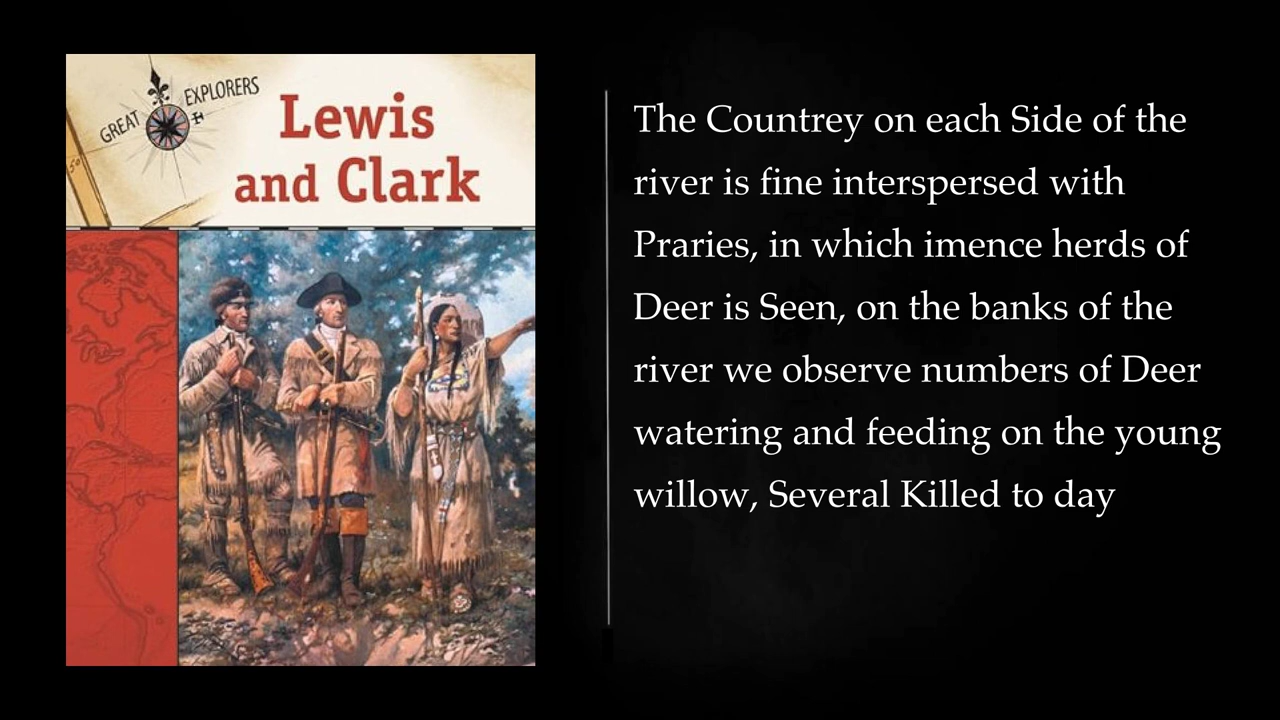 GREAT EXPLORERS
Lewis
and Clark
The Countrey on each Side of the
river is fine interspersed with
Praries, in which imence herds of
Deer is Seen, on the banks of the
river we observe numbers of Deer
watering and feeding on the young
willow, Several Killed to day